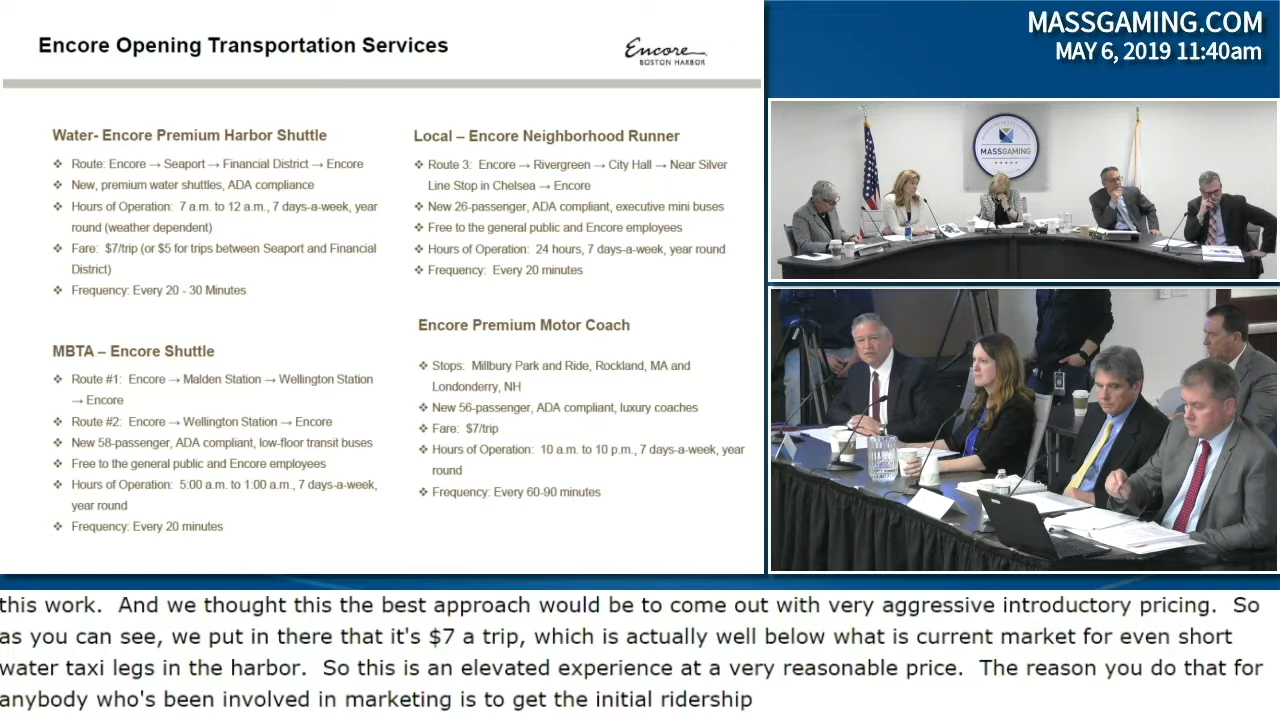 Encore Opening Transportation Services
Encore
BOSTON HARBOR
Water- Encore Premium Harbor Shuttle
❖ Route: Encore → Seaport → Financial District → Encore
❖ New, premium water shuttles, ADA compliance
❖ Hours of Operation: 7 a.m. to 12 a.m., 7 days-a-week, year
round (weather dependent)
❖ Fare: $7/trip (or $5 for trips between Seaport and Financial
District)
❖ Frequency: Every 20 - 30 Minutes
MBTA – Encore Shuttle
❖ Route #1: Encore → Malden Station → Wellington Station
→ Encore
❖ Route #2: Encore → Wellington Station → Encore
❖ New 58-passenger, ADA compliant, low-floor transit buses
❖ Free to the general public and Encore employees
❖ Hours of Operation: 5:00 a.m. to 1:00 a.m., 7 days-a-week,
year round
❖ Frequency: Every 20 minutes
Local – Encore Neighborhood Runner
❖ Route 3: Encore → Rivergreen → City Hall → Near Silver
Line Stop in Chelsea → Encore
❖ New 26-passenger, ADA compliant, executive mini buses
❖ Free to the general public and Encore employees
❖ Hours of Operation: 24 hours, 7 days-a-week, year round
❖ Frequency: Every 20 minutes
Encore Premium Motor Coach
❖ Stops: Millbury Park and Ride, Rockland, MA and
Londonderry, NH
❖ New 56-passenger, ADA compliant, luxury coaches
❖ Fare: $7/trip
❖ Hours of Operation: 10 a.m. to 10 p.m., 7 days-a-week, year
round
❖ Frequency: Every 60-90 minutes
MASSGAMING.COM
MAY 6, 2019 11:40am
MASSGAMING
this work. And we thought this the best approach would be to come out with very aggressive introductory pricing. So
as you can see, we put in there that it's $7 a trip, which is actually well below what is current market for even short
water taxi legs in the harbor. So this is an elevated experience at a very reasonable price. The reason you do that for
anybody who's been involved in marketing is to get the initial ridership